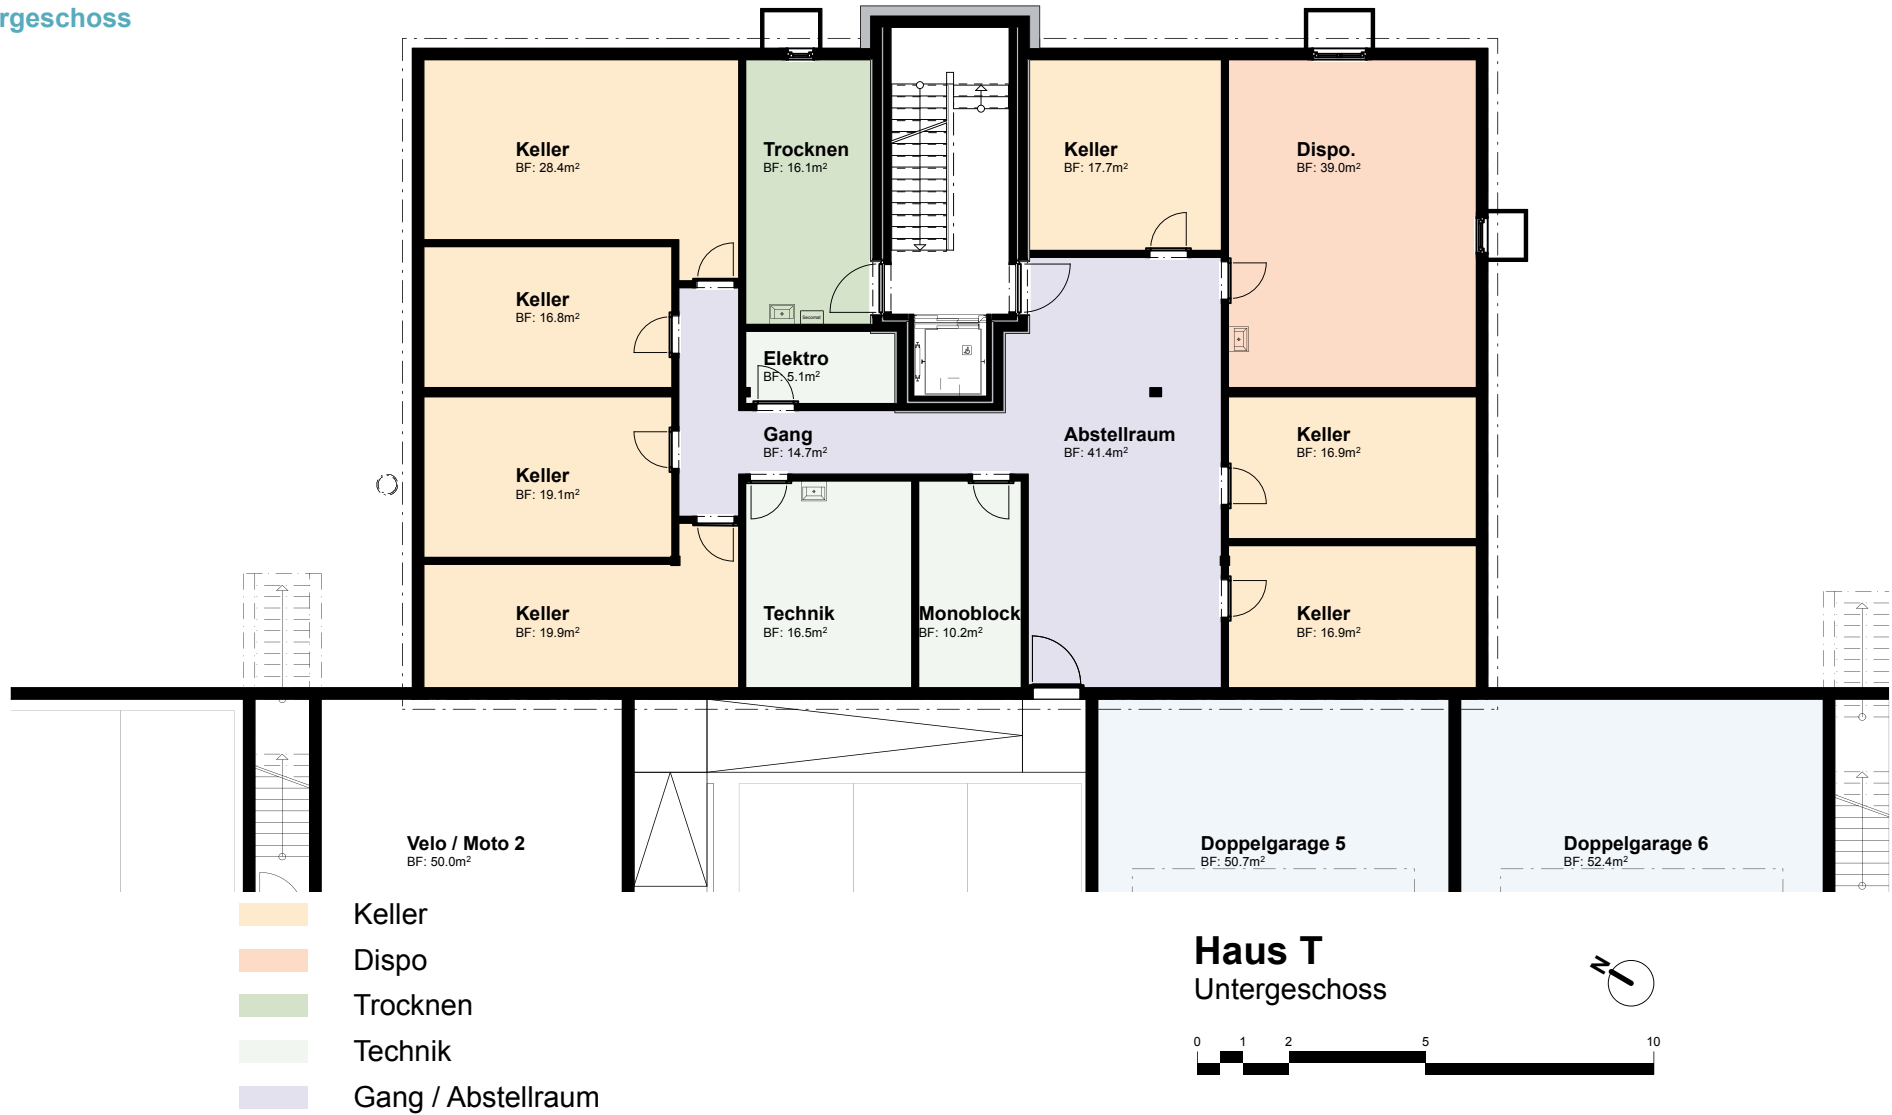 rgeschoss
Keller
BF: 28.4m²
Trocknen
BF: 16.1m²
Keller
BF: 17.7m²
Dispo.
BF: 39.0m²
Keller
BF: 16.8m²
Secomat
Elektro
BF: 5.1m²
Gang
BF: 14.7m²
Abstellraum
BF: 41.4m²
Keller
BF: 16.9m²
Keller
BF: 19.1m²
Keller
BF: 19.9m²
Technik
BF: 16.5m²
Monoblock
BF: 10.2m²
Keller
BF: 16.9m²
Velo / Moto 2
BF: 50.0m²
Doppelgarage 5
BF: 50.7m²
Doppelgarage 6
BF: 52.4m²
Keller
Dispo
Trocknen
Technik
Gang / Abstellraum
Haus T
Untergeschoss
N
0 1 2 5 10